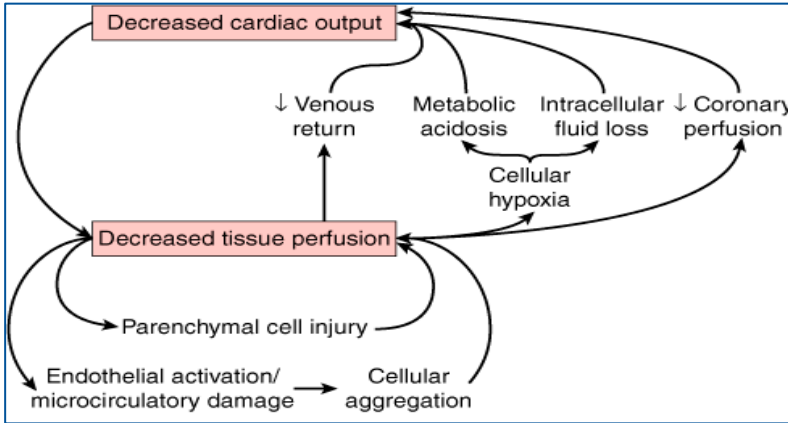 Decreased cardiac output
↓ Venous
return
Metabolic
acidosis
Intracellular
fluid loss
↓ Coronary
perfusion
Cellular
hypoxia
Decreased tissue perfusion
Parenchymal cell injury
Endothelial activation/
microcirculatory damage
Cellular
aggregation